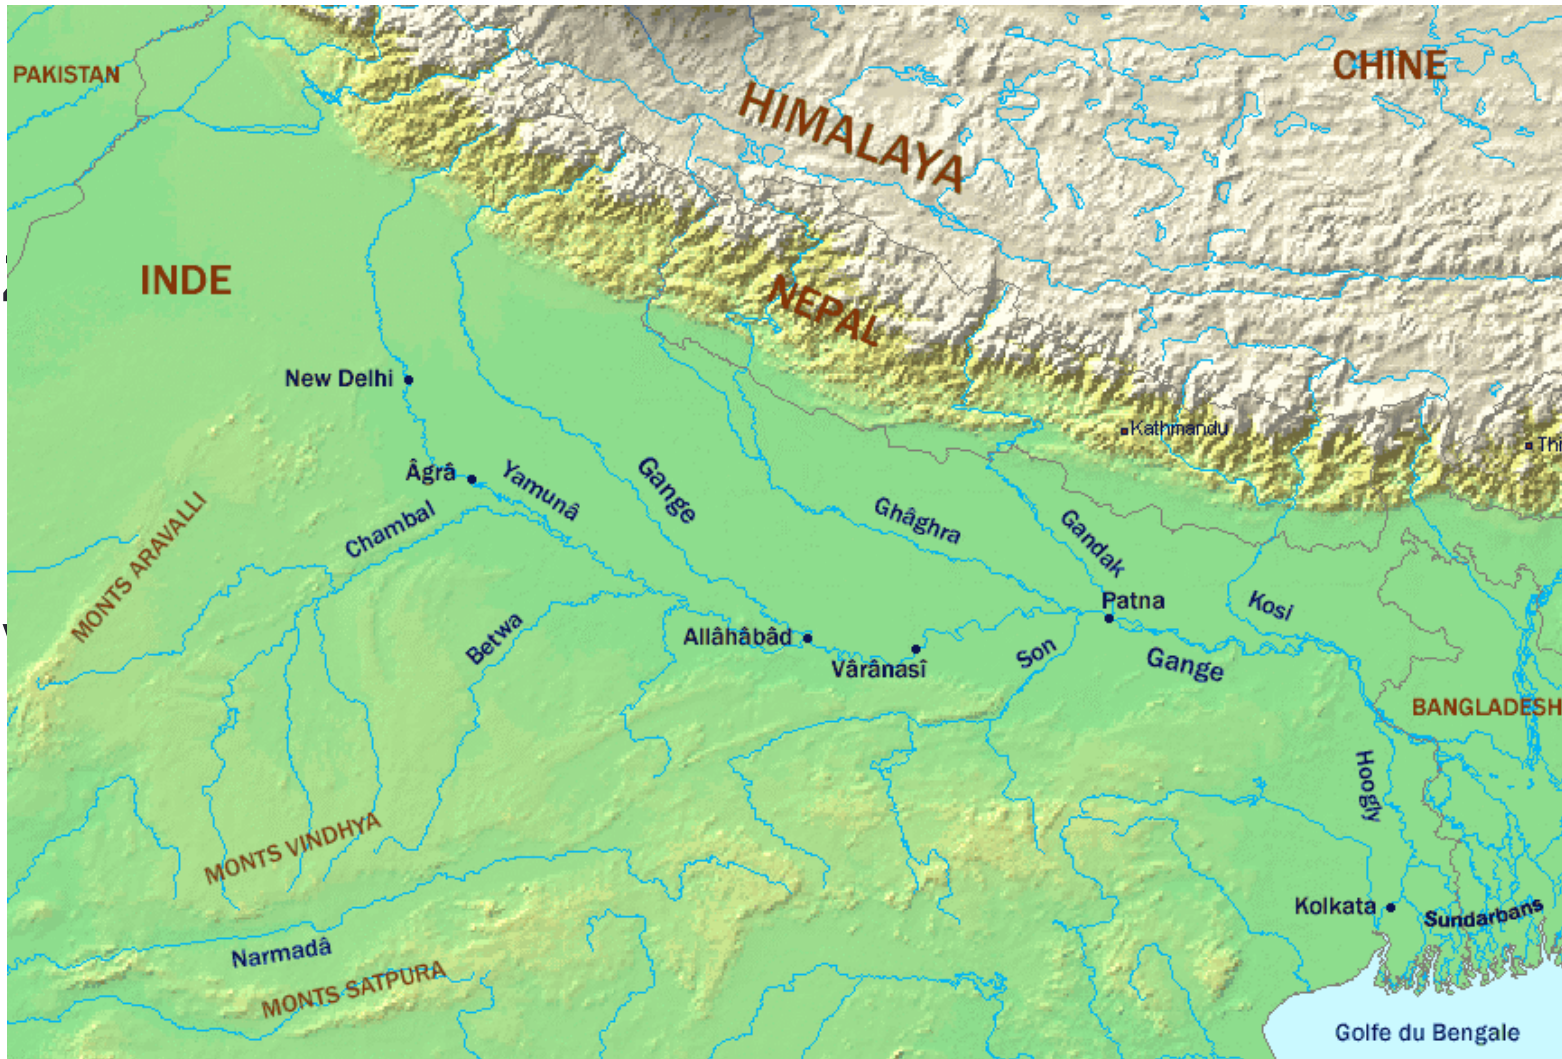 PAKISTAN
CHINE
HIMALAYA
INDE
NEPAL
New Delhi
Kathmandu
Thi
Âgrâ
Yamunâ
Gange
Chambal
Ghâghra
Gandak
MONTS ARAVALLI
Patna
Kosi
Betwa
Allâhâbâd
Vârânasî
Son
Gange
BANGLADESH
Hoogly
MONTS VINDHYA
Kolkata
Sundarbans
Narmadâ
MONTS SATPURA
Golfe du Bengale